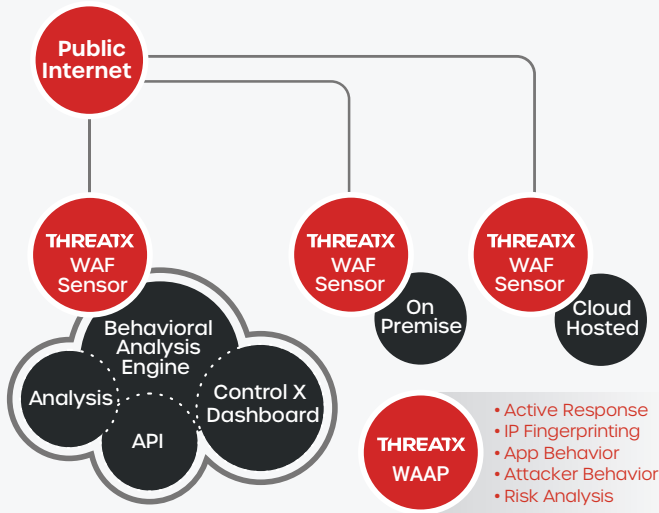 Public
Internet
THREATX
WAF
Sensor
THREATX
WAF
Sensor
THREATX
WAF
Sensor
On
Premise
Cloud
Hosted
Behavioral
Analysis
Engine
Analysis
Control X
Dashboard
API
THREATX
WAAP
• Active Response
• IP Fingerprinting
• App Behavior
• Attacker Behavior
• Risk Analysis